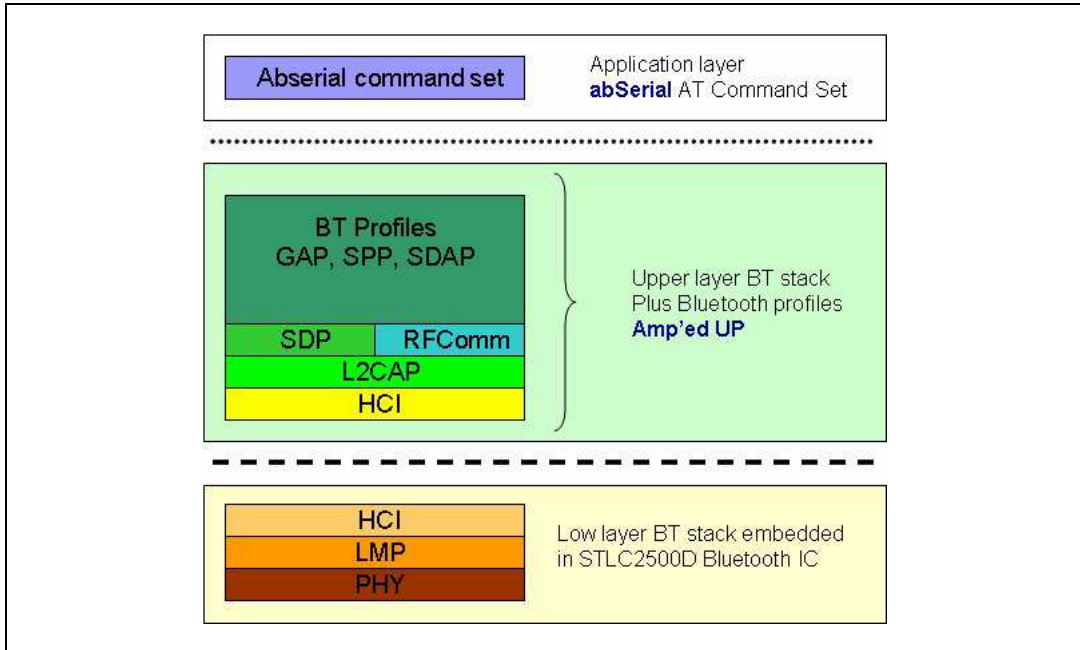 Abserial command set
Application layer
abSerial AT Command Set
BT Profiles
GAP, SPP, SDAP
SDP
RFComm
L2CAP
HCI
Upper layer BT stack
Plus Bluetooth profiles
Amp'ed UP
HCI
LMP
PHY
Low layer BT stack embedded
in STLC2500D Bluetooth IC